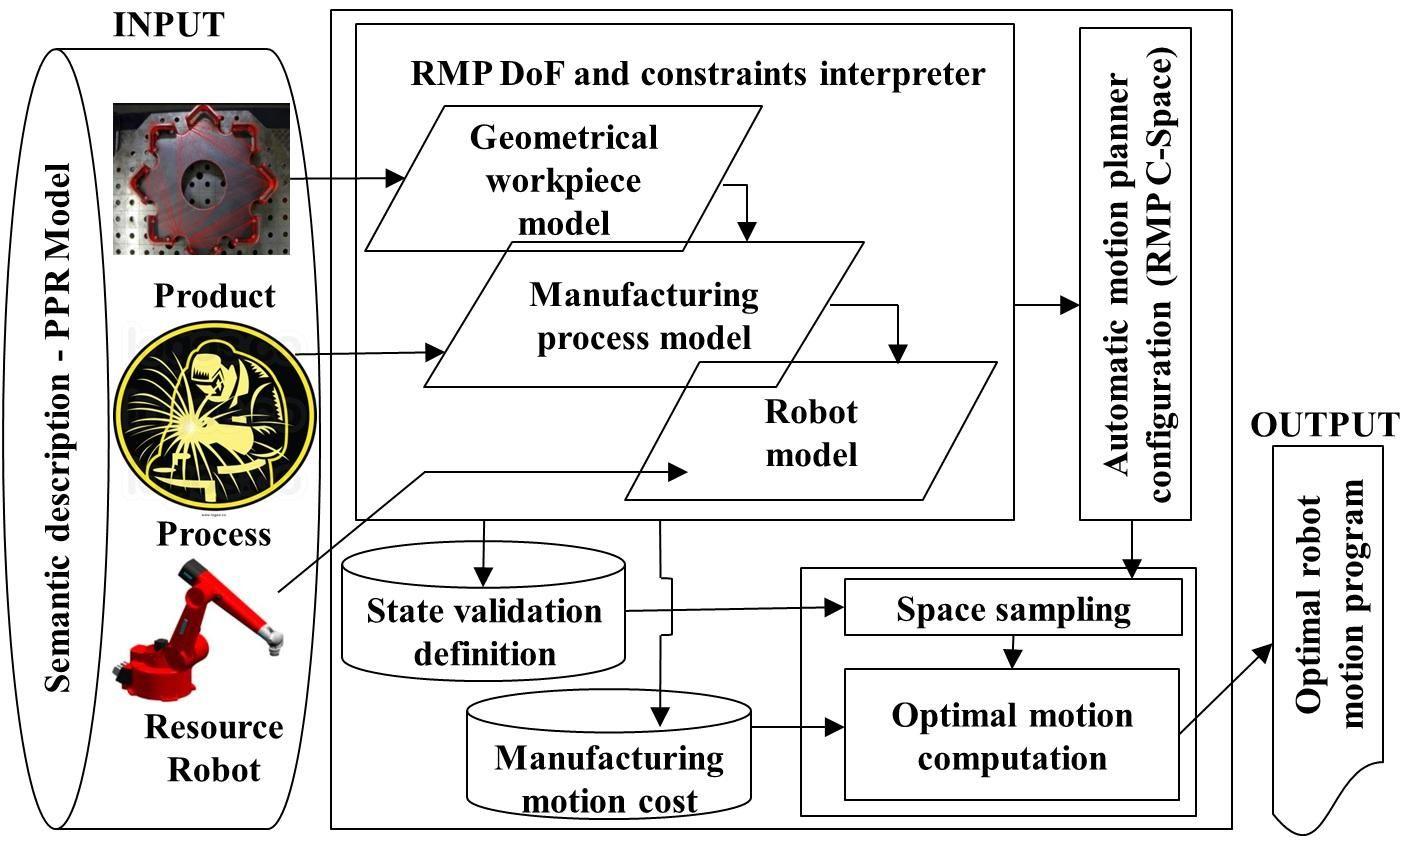 INPUT
Semantic description - PPR Model
Product
Process
Resource
Robot
RMP DoF and constraints interpreter
Geometrical
workpiece
model
Manufacturing
process model
Robot
model
Automatic motion planner
configuration (RMP C-Space)
State validation
definition
Manufacturing
motion cost
Space sampling
Optimal motion
computation
OUTPUT
Optimal robot
motion program